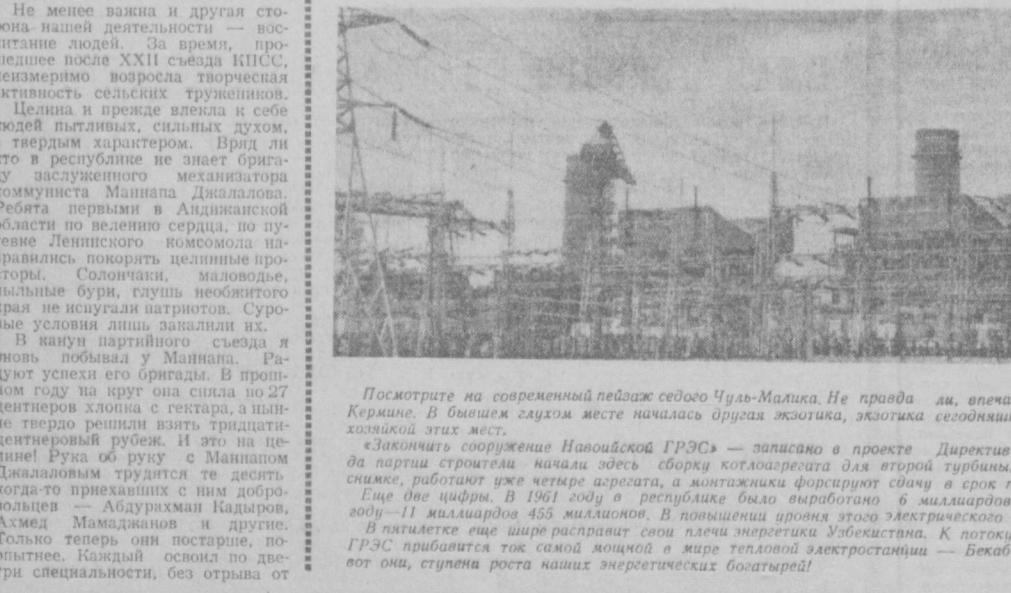 Не менее важна и другая сто-
рона нашей деятельности — вос-
питание людей. За время, про-
шедшее после XXII съезда КПСС,
неизмеримо возросла творческая
активность сельских тружеников.
Целина и прежде влекла к себе
людей пытливых, сильных духом,
твердым характером. Вряд ли
кто в республике не знает брига-
ду заслуженного механизатора
коммуниста Маннапа Джалалова.
Ребята первыми в Андижанской
области по велению сердца, по пу-
тевке Ленинского комсомола на-
правились покорять целинные про-
сторы. Солончаки, маловодье,
пыльные бури, глушь необжитого
края не испугали патриотов. Суро-
вые условия лишь закалили их.
В канун партийного съезда я
вновь побывал у Маннапа. Ра-
дуют успехи его бригады. В прош-
лом году на круг она сняла по 27
центнеров хлопка с гектара, а нын-
че твердо решили взять тридцати-
центнеровый рубеж. И это на це-
лине! Рука об руку с Маннапом
Джалаловым трудятся те десять
когда-то приехавших с ним добро-
вольцев — Абдурахман Кадыров,
Ахмед Мамаджанов и другие.
Только теперь они постарше, по-
опытнее. Каждый освоил по две-
три специальности, без отрыва от
Посмотрите на современный пейзаж седого Чуль-Малика. Не правда ли, впеча
Кермине. В бывшем глухом месте началась другая экзотика, экзотика сегодняш
хозяйкой этих мест.
«Закончить сооружение Навоийской ГРЭС» — записано в проекте Директив
да партии строители начали здесь сборку котлоагрегата для второй турбины
снимке, работают уже четыре агрегата, а монтажники форсируют сдачу в срок
Еще две цифры. В 1961 году в республике было выработано 6 миллиардов
году—11 миллиардов 455 миллионов. В повышении уровня этого электрического
В пятилетке еще шире расправит свои плечи энергетики Узбекистана. К поток
ГРЭС прибавится ток самой мощной в мире тепловой электростанции — Бекаб
вот они, ступени роста наших энергетических богатырей!